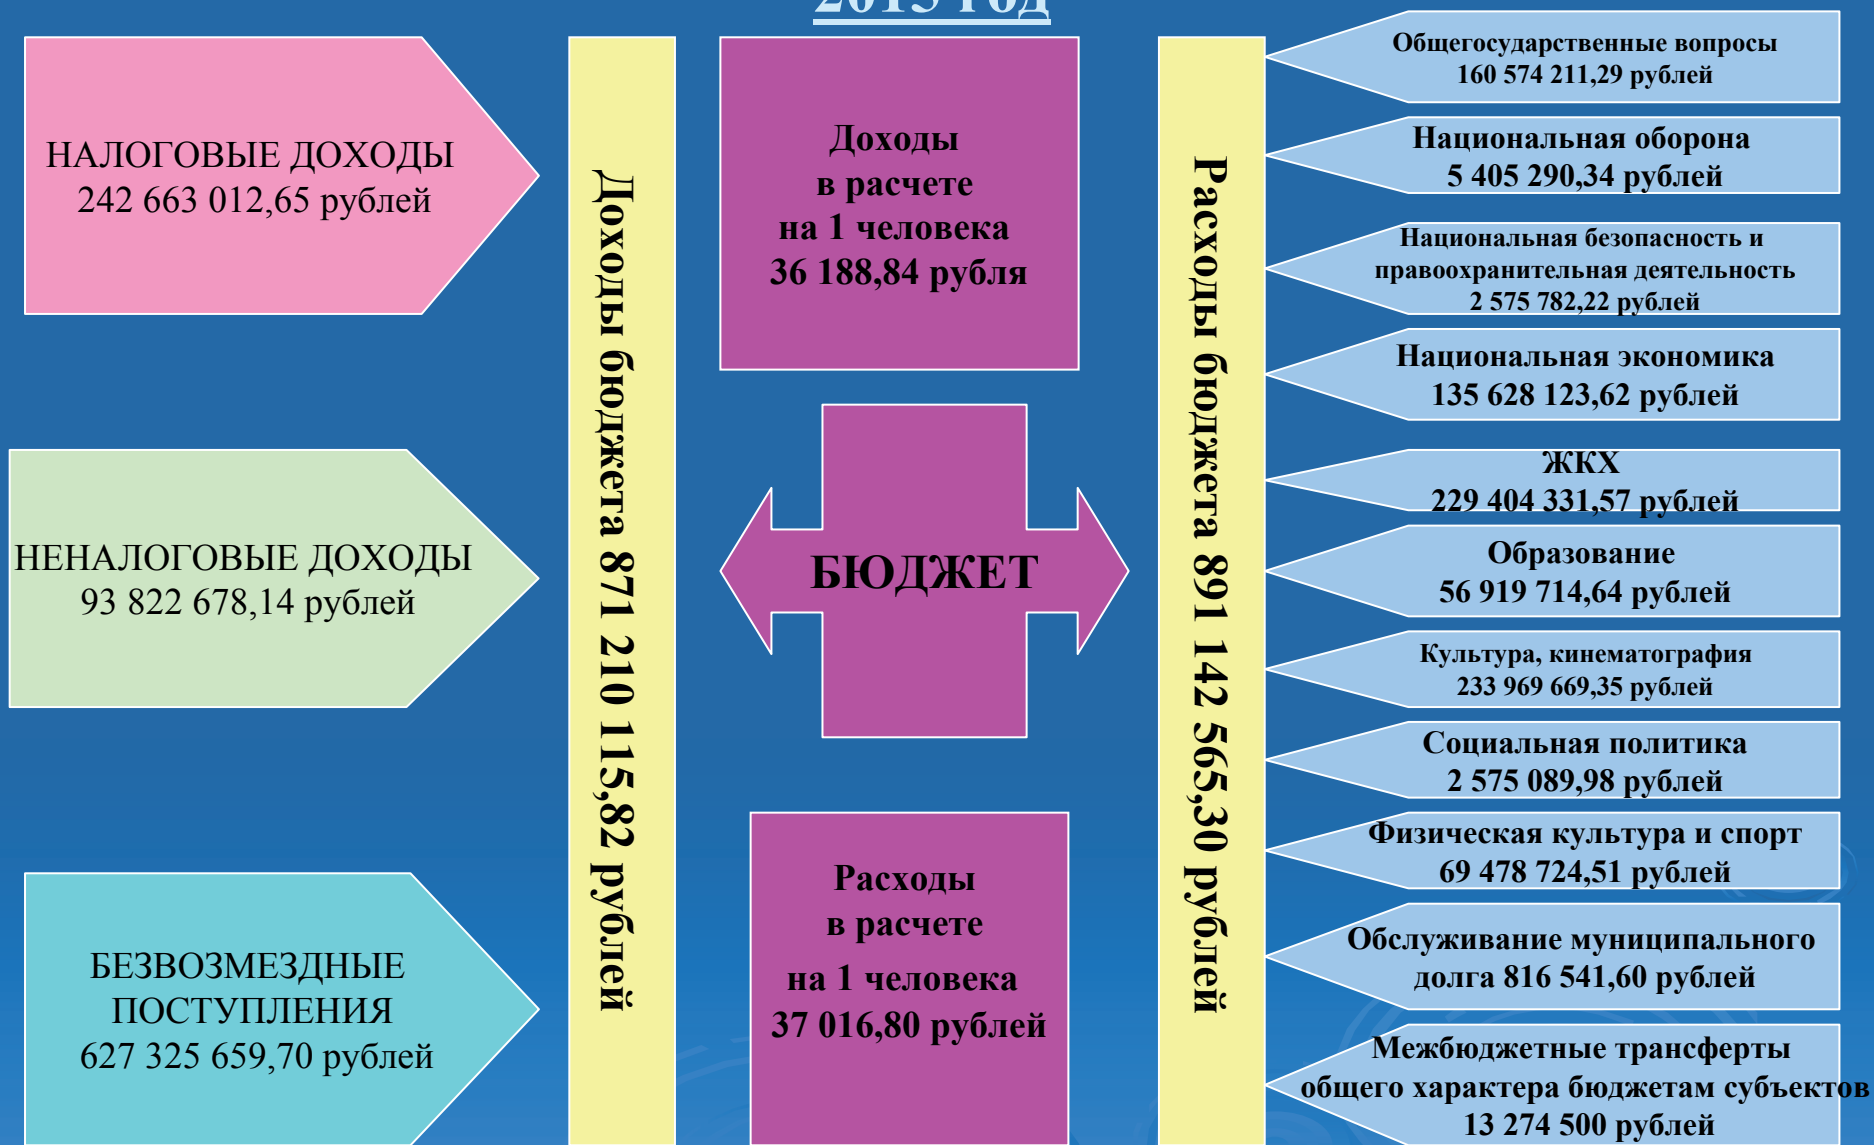 2015 год
НАЛОГОВЫЕ ДОХОДЫ
242 663 012,65 рублей
НЕНАЛОГОВЫЕ ДОХОДЫ
93 822 678,14 рублей
БЕЗВОЗМЕЗДНЫЕ
ПОСТУПЛЕНИЯ
627 325 659,70 рублей
Доходы бюджета 871 210 115,82 рублей
Доходы
в расчете
на 1 человека
36 188,84 рубля
БЮДЖЕТ
Расходы
в расчете
на 1 человека
37 016,80 рублей
Расходы бюджета 891 142 565,30 рублей
Общегосударственные вопросы
160 574 211,29 рублей
Национальная оборона
5 405 290,34 рублей
Национальная безопасность и
правоохранительная деятельность
2 575 782,22 рублей
Национальная экономика
135 628 123,62 рублей
ЖКХ
229 404 331,57 рублей
Образование
56 919 714,64 рублей
Культура, кинематография
233 969 669,35 рублей
Социальная политика
2 575 089,98 рублей
Физическая культура и спорт
69 478 724,51 рублей
Обслуживание муниципального
долга 816 541,60 рублей
Межбюджетные трансферты
общего характера бюджетам субъектов
13 274 500 рублей